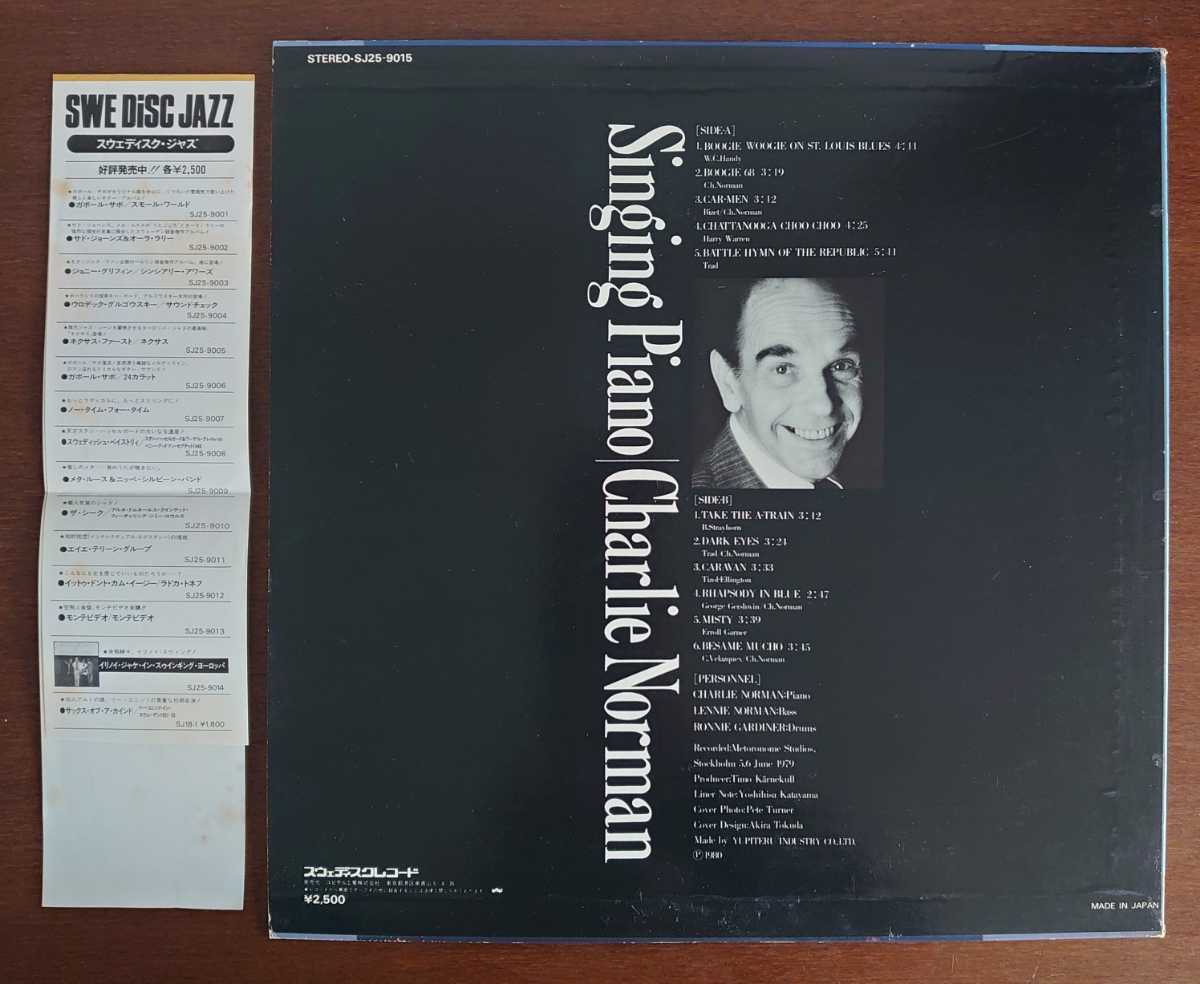 SWE DiSC JAZZ
スウェディスク・ジャズ
好評発売中!! 各¥2,500
●ガボール・サボ/スモール・ワールド
SJ25-9001
●サド・ジョーンズ&オーラ・ラリー
SJ25-9002
●ジョニー・グリフィン/シンシアリー・アワーズ
SJ25-9003
●ウロデック・グルゴウスキー/サウンドチェック
SJ25-9004
●ネクサス・ファースト/ネクサス
SJ25-9005
●ガボール・サボ/24カラット
SJ25-9006
●ノー・タイム・フォー・タイム
SJ25-9007
●スウェディッシュ・ペイストリィ
SJ25-9008
●メタ・ルース&ニッペ・シルビーン・バンド
SJ25-9009
●ザ・シーク
SJ25-9010
●エイエ・テリーン・グループ
SJ25-9011
●イットゥ・ドント・カム・イージー/ラドカ・トネフ
SJ25-9012
●モンテビデオ/モンテビデオ
SJ25-9013
イリノイ・ジャケ・イン・スゥインギング・ヨーロッパ
SJ25-9014
●サックス・オブ・ア・カインド
SJ18-1 ¥1,800
STEREO-SJ25-9015
Singing Piano|Charlie Norman
[SIDE-A]
1.BOOGIE WOOGIE ON ST. LOUIS BLUES 4:11
W.C.Handy
2.BOOGIE 68 3:19
Ch.Norman
3.CAR-MEN 3:12
Bizet/Ch.Norman
4.CHATTANOOGA CHOO CHOO 4:25
Harry Warren
5.BATTLE HYMN OF THE REPUBLIC 5:11
Trad
[SIDE-B]
1.TAKE THE A-TRAIN 3:12
B.Strayhorn
2.DARK EYES 3:24
Trad/Ch.Norman
3.CARAVAN 3:33
Tizol-Ellington
4.RHAPSODY IN BLUE 2:47
George Gershwin/Ch.Norman
5.MISTY 3:39
Erroll Garner
6.BESAME MUCHO 3:45
C.Velazquez/Ch.Norman
[PERSONNEL]
CHARLIE NORMAN:Piano
LENNIE NORMAN:Bass
RONNIE GARDINER:Drums
Recorded:Metoronome Studios,
Stockholm 5.6 June 1979
Producer:Timo Kärnekull
Liner Note:Yoshihisa Katayama
Cover Photo:Pete Turner
Cover Design:Akira Tokuda
Made by YUPITERU INDUSTRY CO.,LTD.
Ⓟ1980
スウェディスクレコード
¥2,500
MADE IN JAPAN